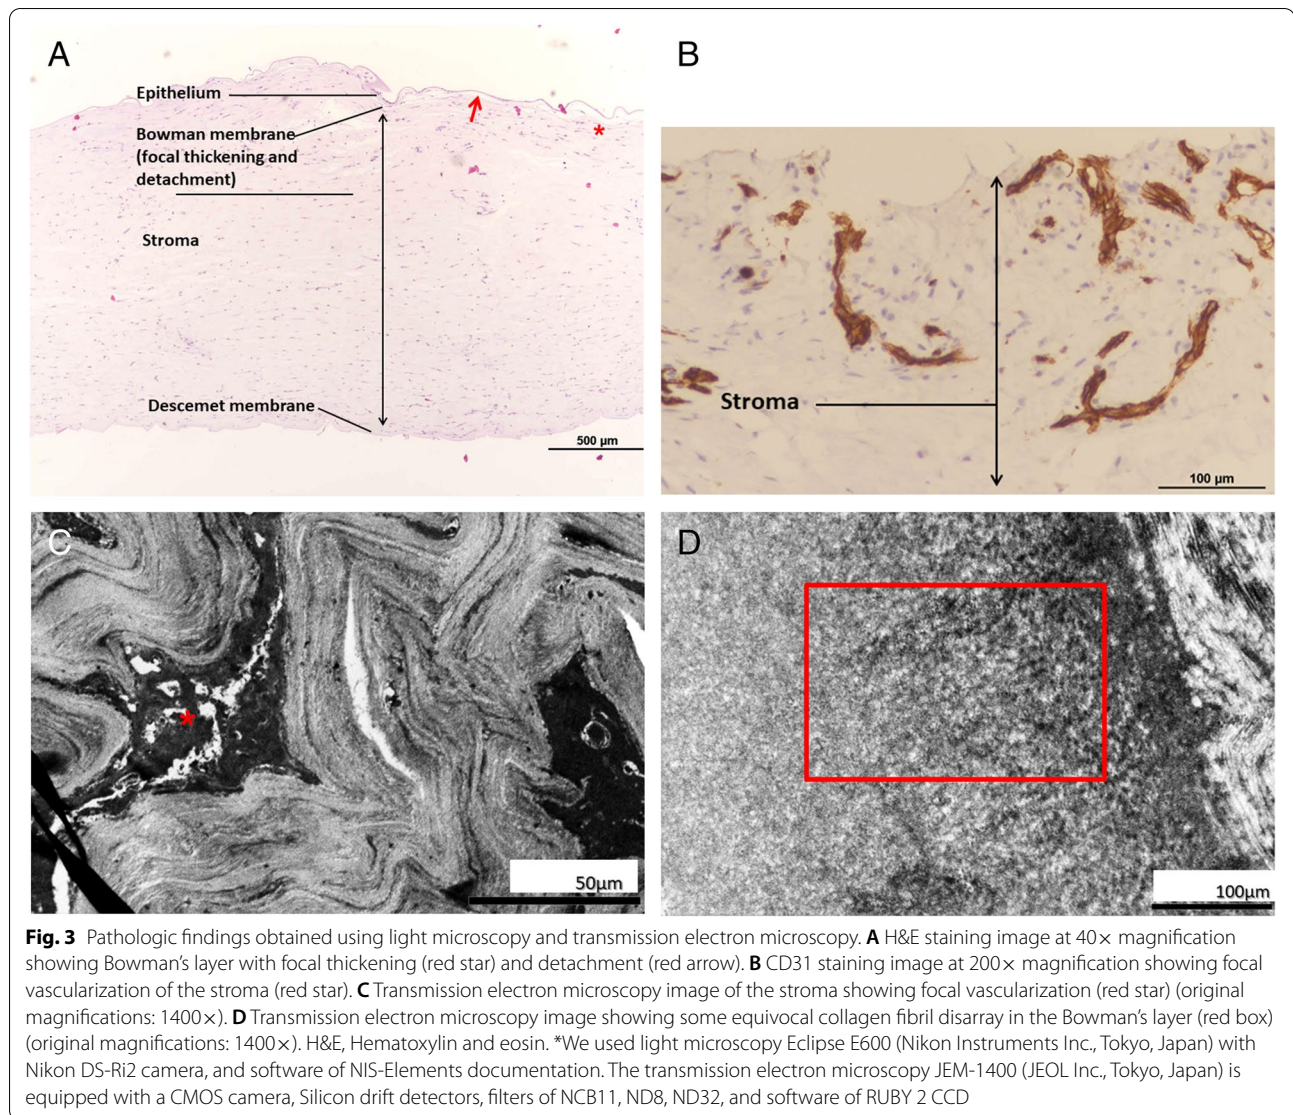 A
Epithelium
Bowman membrane
(focal thickening and
detachment)
Stroma
Descemet membrane
500 µm
*
B
Stroma
100 µm
C
*
50µm
D
100µm
Fig. 3 Pathologic findings obtained using light microscopy and transmission electron microscopy. A H&E staining image at 40× magnification
showing Bowman's layer with focal thickening (red star) and detachment (red arrow). B CD31 staining image at 200× magnification showing focal
vascularization of the stroma (red star). C Transmission electron microscopy image of the stroma showing focal vascularization (red star) (original
magnifications: 1400×). D Transmission electron microscopy image showing some equivocal collagen fibril disarray in the Bowman's layer (red box)
(original magnifications: 1400×). H&E, Hematoxylin and eosin. *We used light microscopy Eclipse E600 (Nikon Instruments Inc., Tokyo, Japan) with
Nikon DS-Ri2 camera, and software of NIS-Elements documentation. The transmission electron microscopy JEM-1400 (JEOL Inc., Tokyo, Japan) is
equipped with a CMOS camera, Silicon drift detectors, filters of NCB11, ND8, ND32, and software of RUBY 2 CCD